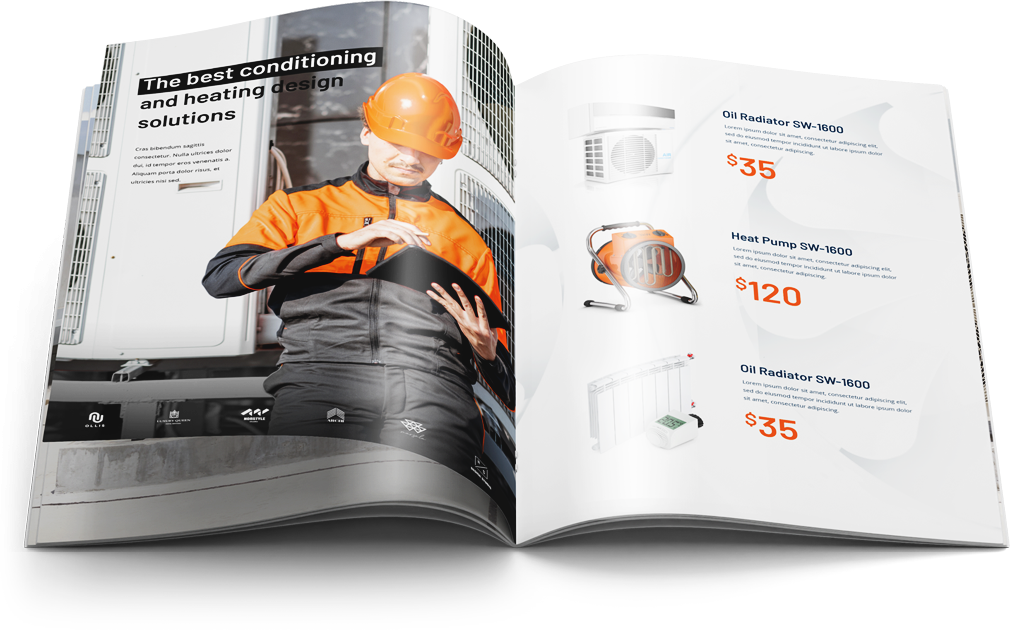 The best conditioning
and heating design
solutions
Cras bibendum sagittis
consectetur. Nulla ultrices dolor
dui, id tempor eros venenatis a.
Aliquam porta dolor risus, et
ultricies nisi sed.
OLLIS
LUXURY QUEEN
Oil Radiator SW-1600
Lorem ipsum dolor sit amet, consectetur adipiscing elit,
sed do eiusmod tempor incididunt ut labore ipsum dolor
sit amet, consectetur adipiscing.
$35
Heat Pump SW-1600
Lorem ipsum dolor sit amet, consectetur adipiscing elit,
sed do eiusmod tempor incididunt ut labore ipsum dolor
sit amet, consectetur adipiscing.
$120
Oil Radiator SW-1600
Lorem ipsum dolor sit amet, consectetur adipiscing elit,
sed do eiusmod tempor incididunt ut labore ipsum dolor
sit amet, consectetur adipiscing.
$35